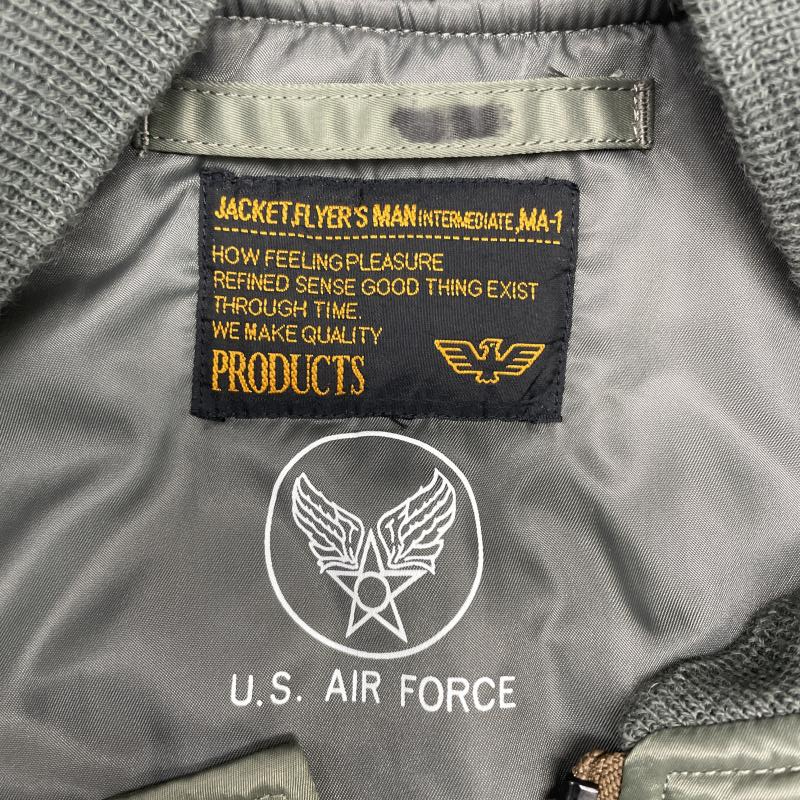 JACKET,FLYER'S MAN INTERMEDIATE,MA-1
HOW FEELING PLEASURE
REFINED SENSE GOOD THING EXIST
THROUGH TIME.
WE MAKE QUALITY
PRODUCTS
U.S. AIR FORCE